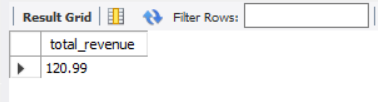 Result Grid Filter Rows:
total_revenue
120.99